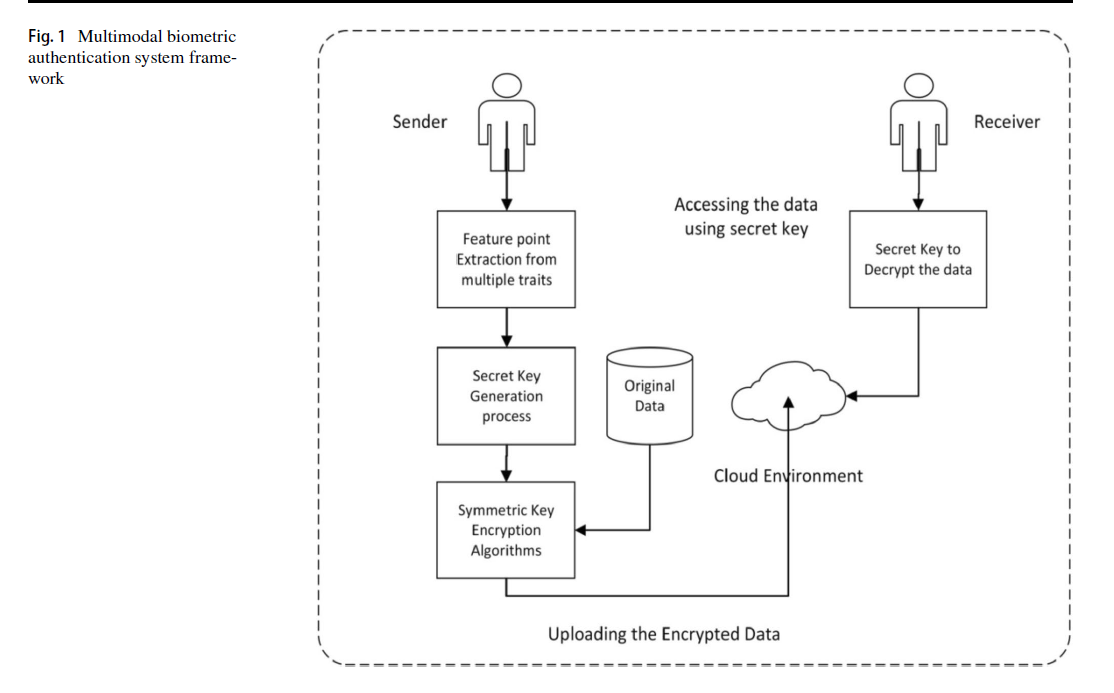 Fig. 1 Multimodal biometric
authentication system frame-
work
Sender
Receiver
Feature point
Extraction from
multiple traits
Accessing the data
using secret key
Secret Key to
Decrypt the data
Secret Key
Generation
process
Original
Data
Cloud Environment
Symmetric Key
Encryption
Algorithms
Uploading the Encrypted Data